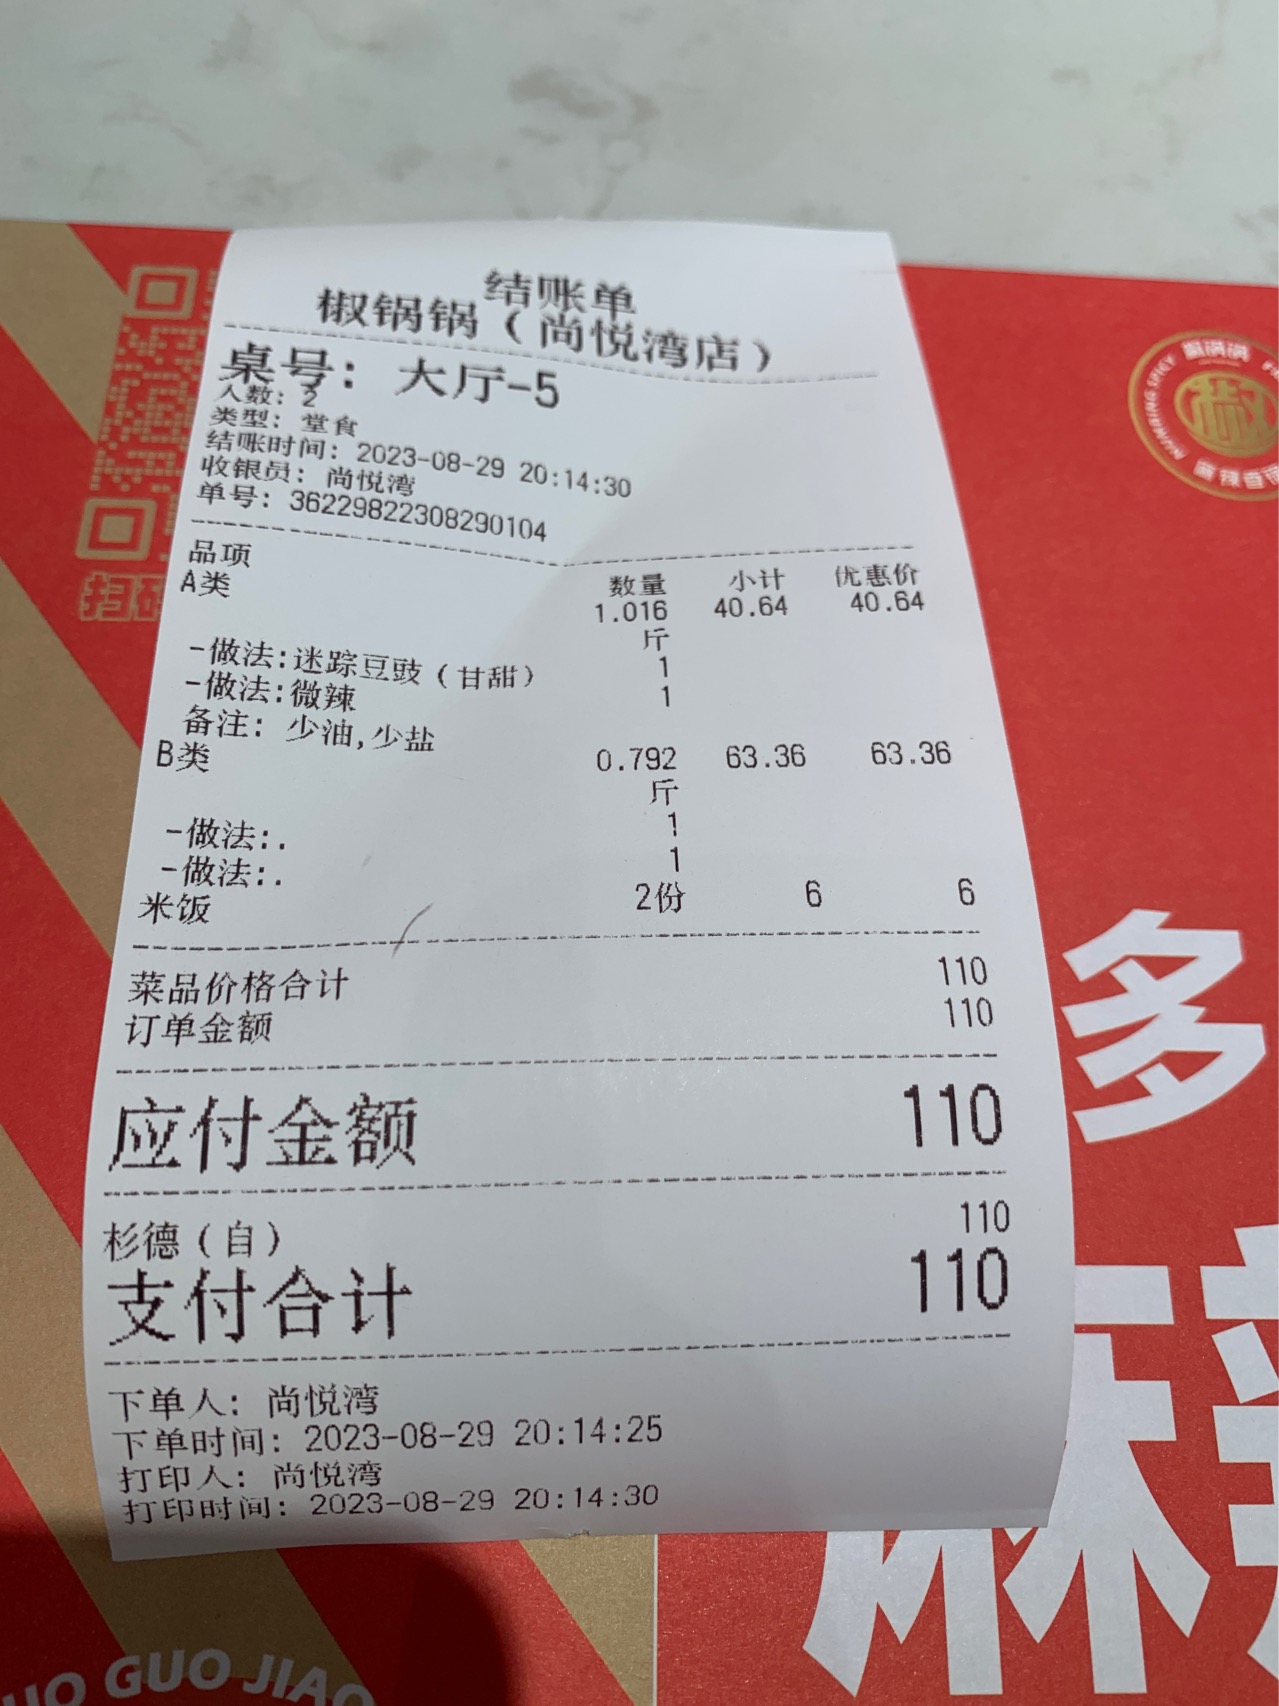 结账单
椒锅锅（尚悦湾店）
桌号：大厅-5
人数：2
类型：堂食
结账时间：2023-08-29 20:14:30
收银员：尚悦湾
单号：36229822308290104
品项 数量 小计 优惠价
A类 1.016 40.64 40.64
斤
-做法:迷踪豆豉（甘甜） 1
-做法:微辣 1
备注：少油,少盐
B类 0.792 63.36 63.36
斤
-做法:. 1
-做法:. 1
米饭 2份 6 6
菜品价格合计 110
订单金额 110
应付金额 110
杉德（自） 110
支付合计 110
下单人：尚悦湾
下单时间：2023-08-29 20:14:25
打印人：尚悦湾
打印时间：2023-08-29 20:14:30
扫码
椒
多
麻
GUO JIAO